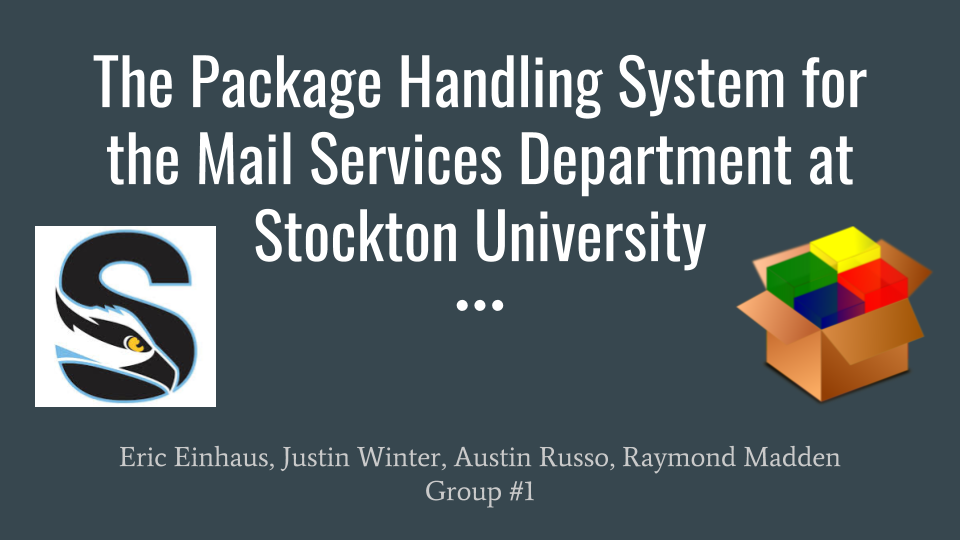 The Package Handling System for
the Mail Services Department at
Stockton University
Eric Einhaus, Justin Winter, Austin Russo, Raymond Madden
Group #1